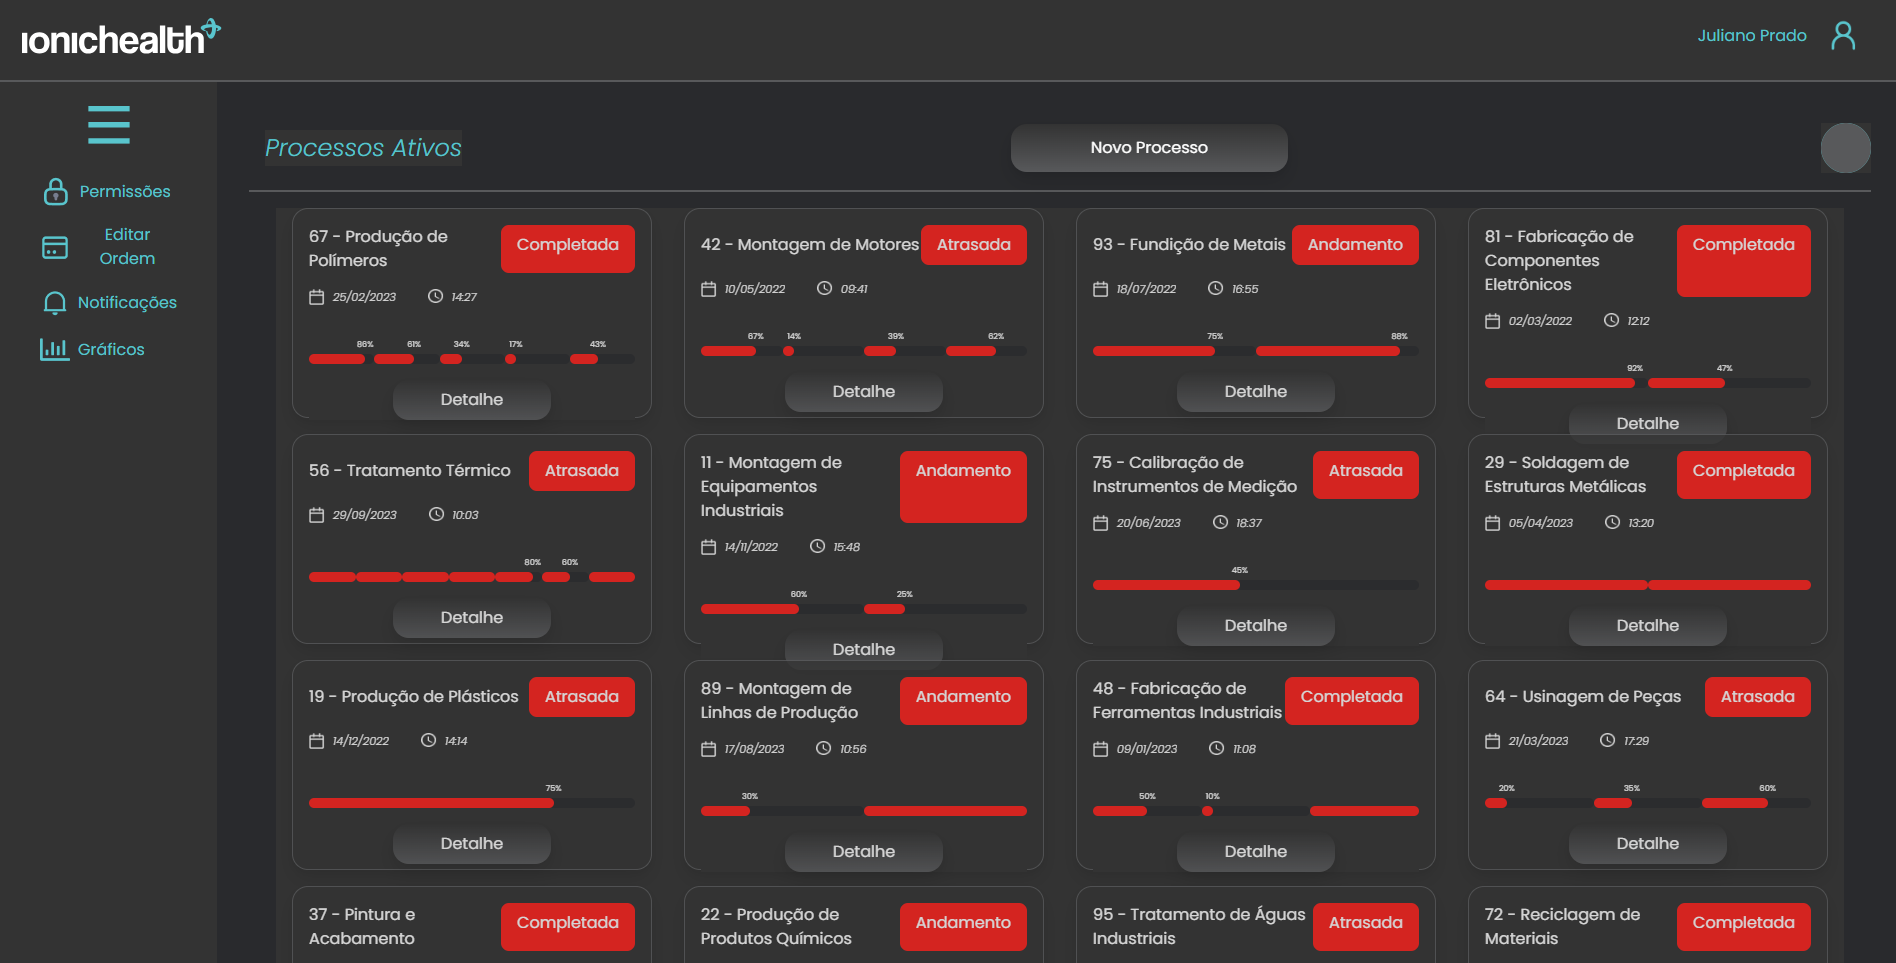 ionichealth
Juliano Prado
Permissões
Editar
Ordem
Notificações
Gráficos
Processos Ativos
Novo Processo
67 - Produção de
Polímeros
Completada
25/02/2023 14:27
86% 61% 34% 17% 43%
Detalhe
42 - Montagem de Motores
Atrasada
10/05/2022 09:41
67% 14% 39% 62%
Detalhe
93 - Fundição de Metais
Andamento
18/07/2022 16:55
75% 88%
Detalhe
81 - Fabricação de
Componentes
Eletrônicos
Completada
02/03/2022 12:12
92% 47%
Detalhe
56 - Tratamento Térmico
Atrasada
29/09/2023 10:03
80% 60%
Detalhe
11 - Montagem de
Equipamentos
Industriais
Andamento
14/11/2022 15:48
60% 25%
Detalhe
75 - Calibração de
Instrumentos de Medição
Atrasada
20/06/2023 18:37
45%
Detalhe
29 - Soldagem de
Estruturas Metálicas
Completada
05/04/2023 13:20
Detalhe
19 - Produção de Plásticos
Atrasada
14/12/2022 14:14
75%
Detalhe
89 - Montagem de
Linhas de Produção
Andamento
17/08/2023 10:56
30%
Detalhe
48 - Fabricação de
Ferramentas Industriais
Completada
09/01/2023 11:08
50% 10%
Detalhe
64 - Usinagem de Peças
Atrasada
21/03/2023 17:29
20% 35% 60%
Detalhe
37 - Pintura e
Acabamento
Completada
22 - Produção de
Produtos Químicos
Andamento
95 - Tratamento de Águas
Industriais
Atrasada
72 - Reciclagem de
Materiais
Completada